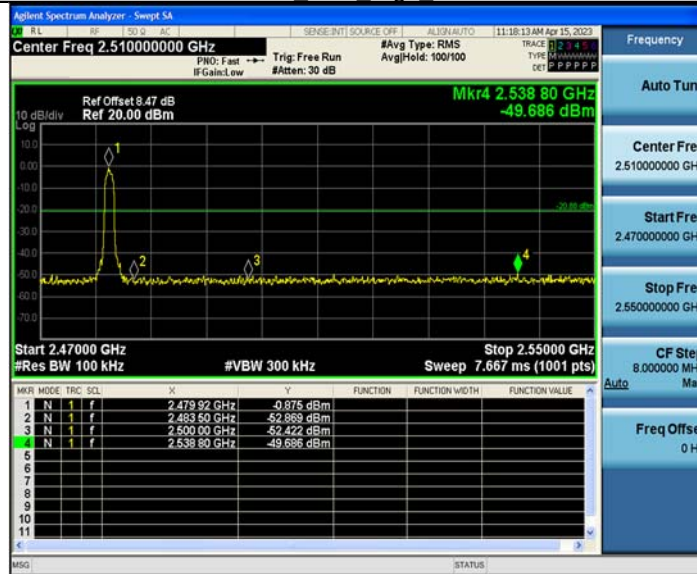 Agilent Spectrum Analyzer - Swept SA
RL RF 50 Ω AC SENSE:INT SOURCE OFF ALIGNAUTO 11:18:13 AM Apr 15, 2023
Center Freq 2.510000000 GHz
PNO: Fast
IFGain:Low
Trig: Free Run
#Atten: 30 dB
#Avg Type: RMS
Avg|Hold: 100/100
TRACE 1 2 3 4 5 6
TYPE M
DET P P P P P P
Ref Offset 8.47 dB
10 dB/div Ref 20.00 dBm
Log
Mkr4 2.538 80 GHz
-49.686 dBm
10.0
0.00
-10.0
-20.0
-30.0
-40.0
-50.0
-60.0
-70.0
1
2
3
4
-20.88 dBm
Start 2.47000 GHz Stop 2.55000 GHz
#Res BW 100 kHz #VBW 300 kHz Sweep 7.667 ms (1001 pts)
MKR MODE TRC SCL X Y FUNCTION FUNCTION WIDTH FUNCTION VALUE
1 N 1 f 2.479 92 GHz -0.875 dBm
2 N 1 f 2.483 50 GHz -52.869 dBm
3 N 1 f 2.500 00 GHz -52.422 dBm
4 N 1 f 2.538 80 GHz -49.686 dBm
5
6
7
8
9
10
11
MSG STATUS
Frequency
Auto Tun
Center Fre
2.510000000 GH
Start Fre
2.470000000 GH
Stop Fre
2.550000000 GH
CF Ste
8.000000 MH
Auto Ma
Freq Offse
0 H